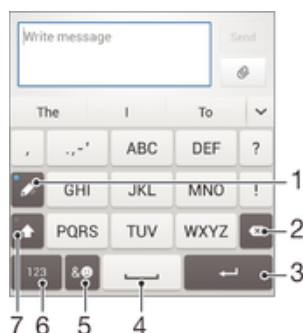 Write message
Send
The I To
, .,-' ABC DEF ?
GHI JKL MNO ! 1
PQRS TUV WXYZ 2
123 &☻ 3
7 6 5 4